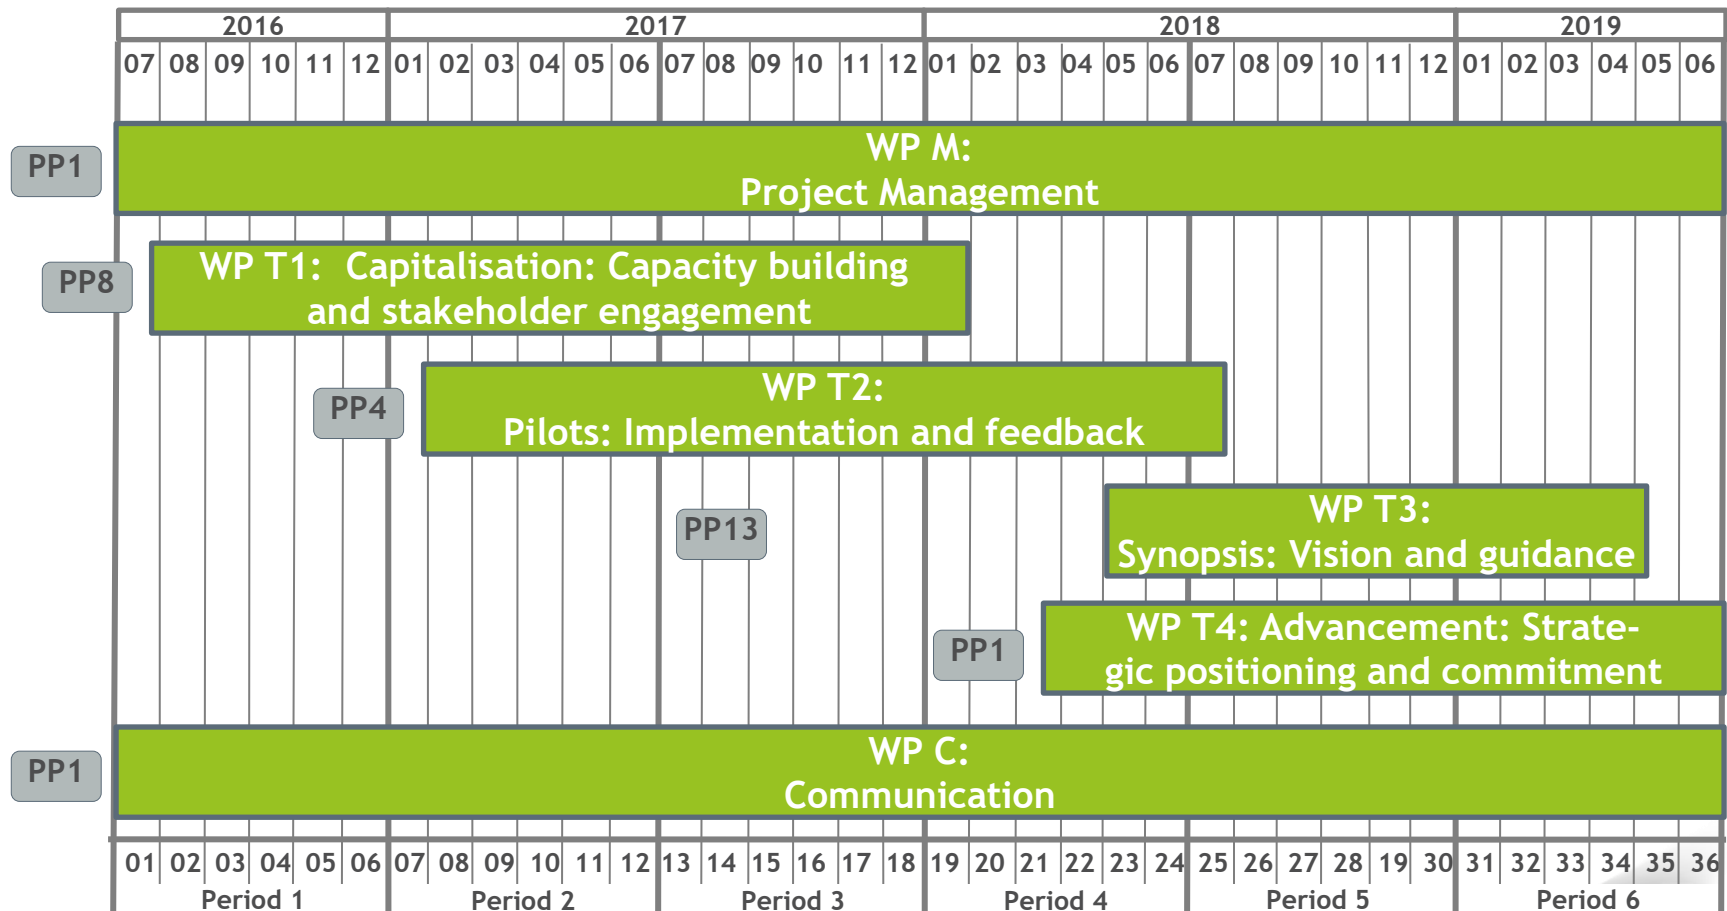 2016 2017 2018 2019
07 08 09 10 11 12 01 02 03 04 05 06 07 08 09 10 11 12 01 02 03 04 05 06 07 08 09 10 11 12 01 02 03 04 05 06
WP M:
PP1
Project Management
WP T1: Capitalisation: Capacity building
PP8
and stakeholder engagement
WP T2:
PP4
Pilots: Implementation and feedback
WP T3:
PP13
Synopsis: Vision and guidance
WP T4: Advancement: Strate-
PP1
gic positioning and commitment
WP C:
PP1
Communication
01 02 03 04 05 06 07 08 09 10 11 12 13 14 15 16 17 18 19 20 21 22 23 24 25 26 27 28 19 30 31 32 33 34 35 36
Period 1 Period 2 Period 3 Period 4 Period 5 Period 6